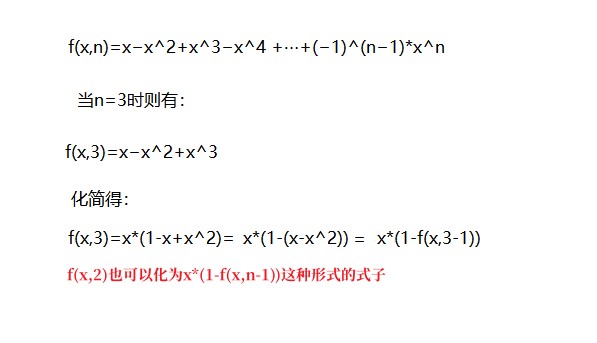 f(x,n)=x−x^2+x^3−x^4 +⋯+(−1)^(n−1)*x^n
当n=3时则有：
f(x,3)=x−x^2+x^3
化简得：
f(x,3)=x*(1-x+x^2)= x*(1-(x-x^2)) = x*(1-f(x,3-1))
f(x,2)也可以化为x*(1-f(x,n-1))这种形式的式子